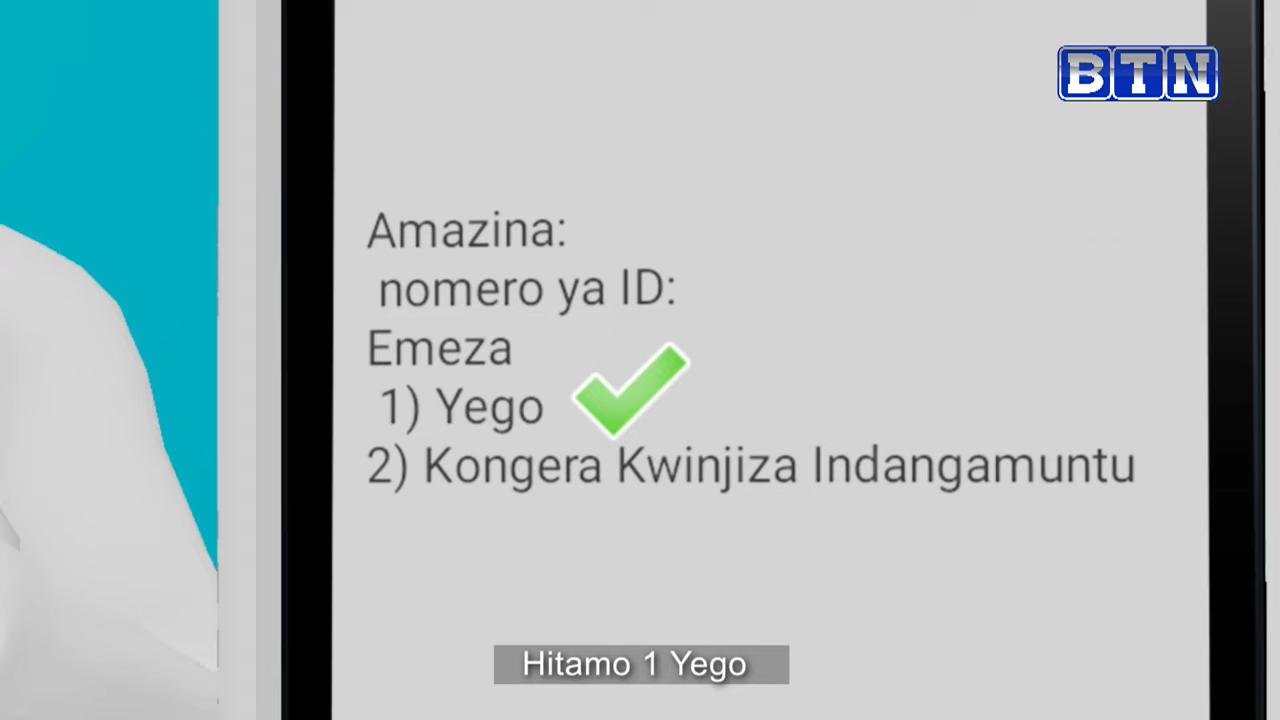 BTN
Amazina:
nomero ya ID:
Emeza
1) Yego
2) Kongera Kwinjiza Indangamuntu
Hitamo 1 Yego